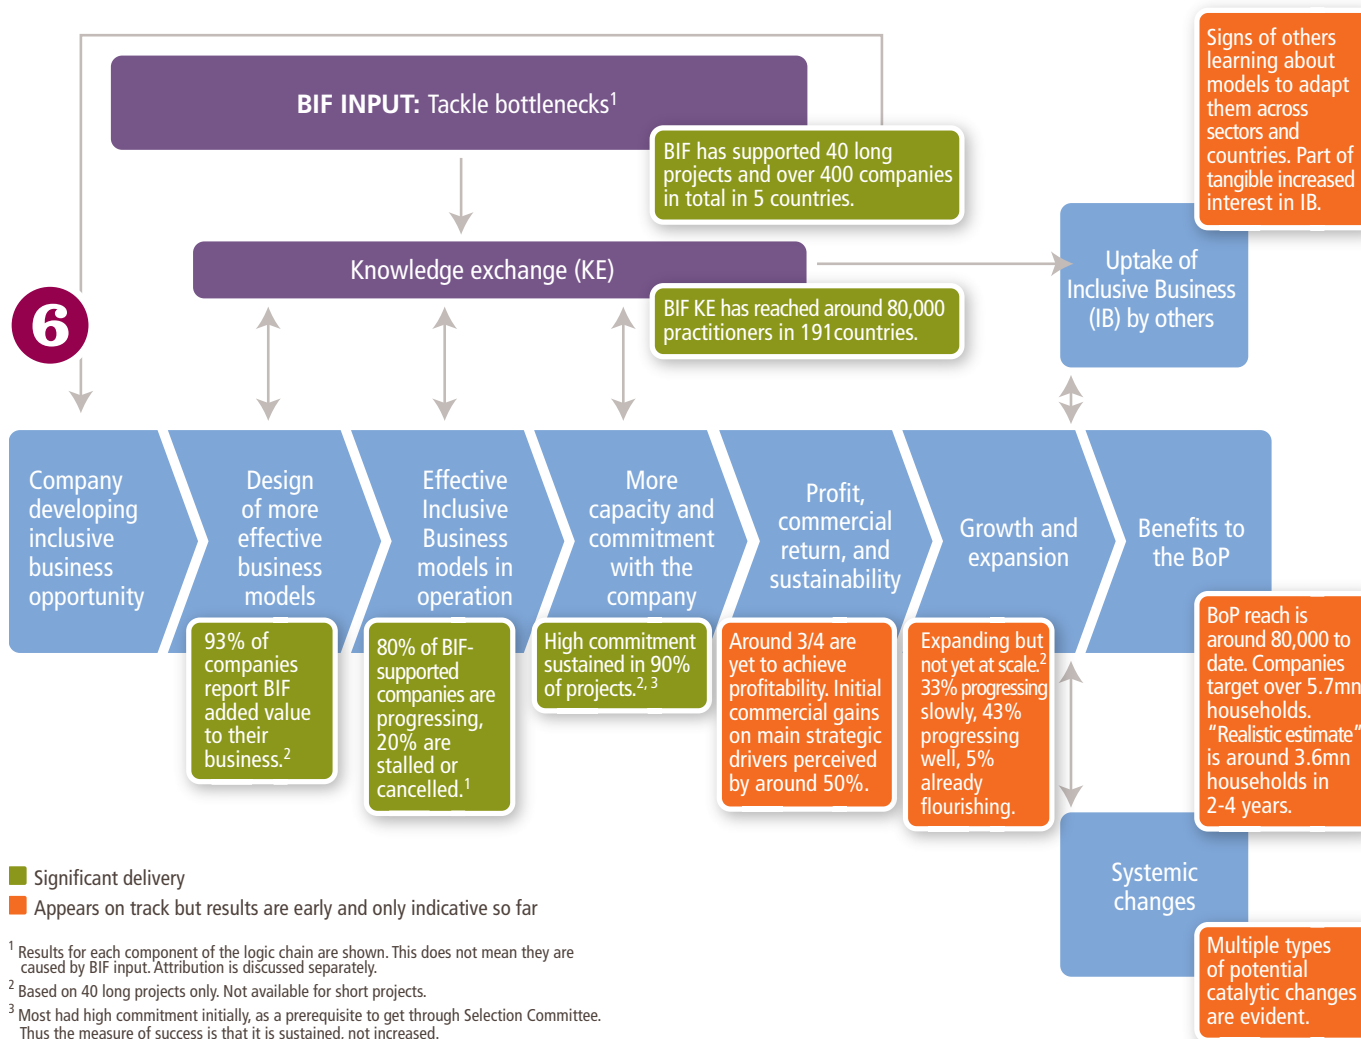 BIF INPUT: Tackle bottlenecks1
BIF has supported 40 long
projects and over 400 companies
in total in 5 countries.
Signs of others
learning about
models to adapt
them across
sectors and
countries. Part of
tangible increased
interest in IB.
Knowledge exchange (KE)
BIF KE has reached around 80,000
practitioners in 191countries.
Uptake of
Inclusive Business
(IB) by others
6
Company
developing
inclusive
business
opportunity
Design
of more
effective
business
models
Effective
Inclusive
Business
models in
operation
More
capacity and
commitment
with the
company
Profit,
commercial
return, and
sustainability
Growth and
expansion
Benefits to
the BoP
93% of
companies
report BIF
added value
to their
business.2
80% of BIF-
supported
companies are
progressing,
20% are
stalled or
cancelled.1
High commitment
sustained in 90%
of projects.2, 3
Around 3/4 are
yet to achieve
profitability. Initial
commercial gains
on main strategic
drivers perceived
by around 50%.
Expanding but
not yet at scale.2
33% progressing
slowly, 43%
progressing
well, 5%
already
flourishing.
BoP reach is
around 80,000 to
date. Companies
target over 5.7mn
households.
"Realistic estimate"
is around 3.6mn
households in
2-4 years.
Systemic
changes
Multiple types
of potential
catalytic changes
are evident.
Significant delivery
Appears on track but results are early and only indicative so far
1 Results for each component of the logic chain are shown. This does not mean they are
caused by BIF input. Attribution is discussed separately.
2 Based on 40 long projects only. Not available for short projects.
3 Most had high commitment initially, as a prerequisite to get through Selection Committee.
Thus the measure of success is that it is sustained, not increased.